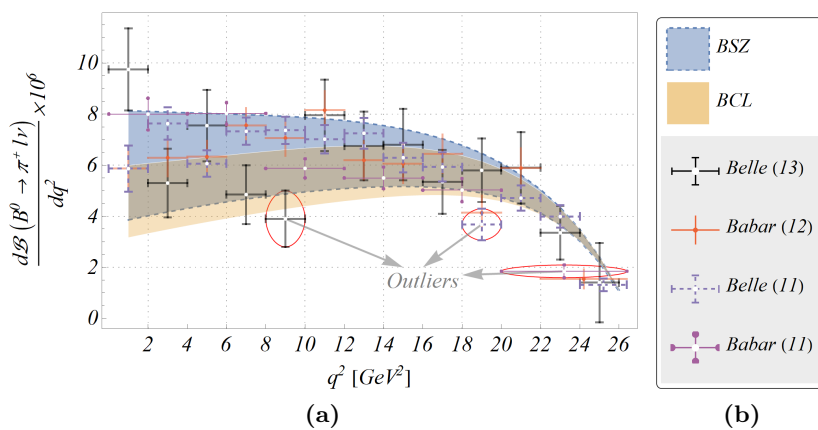 dℬ (B⁰ → π⁺ lν)
dq²
×10⁶
10
8
6
4
2
0
Outliers
2 4 6 8 10 12 14 16 18 20 22 24 26
q² [GeV²]
(a)
BSZ
BCL
Belle (13)
Babar (12)
Belle (11)
Babar (11)
(b)